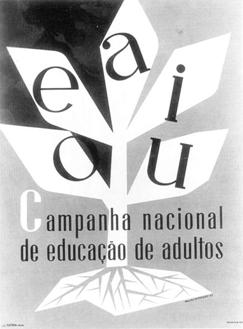 a
e i
o u
Campanha nacional
de educação de adultos